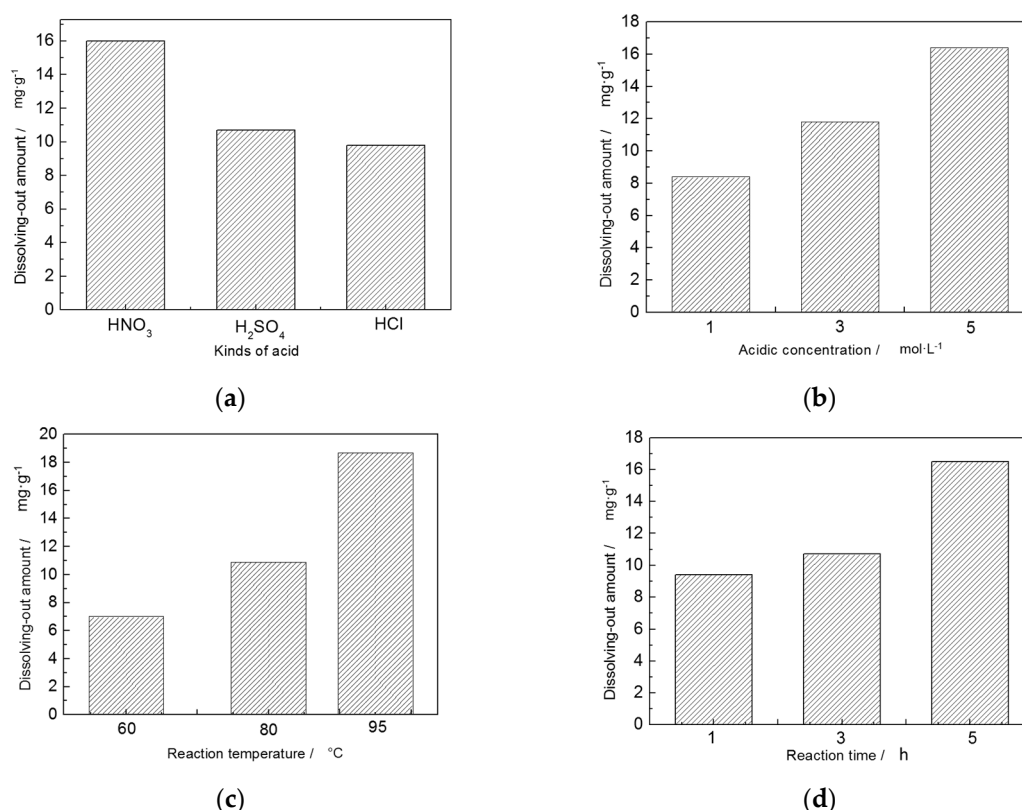 16
14
12
10
8
6
4
2
0
Dissolving-out amount / mg·g⁻¹
HNO₃ H₂SO₄ HCl
Kinds of acid
(a)
18
16
14
12
10
8
6
4
2
0
Dissolving-out amount / mg·g⁻¹
1 3 5
Acidic concentration / mol·L⁻¹
(b)
20
18
16
14
12
10
8
6
4
2
0
Dissolving-out amount / mg·g⁻¹
60 80 95
Reaction temperature / °C
(c)
18
16
14
12
10
8
6
4
2
0
Dissolving-out amount / mg·g⁻¹
1 3 5
Reaction time / h
(d)